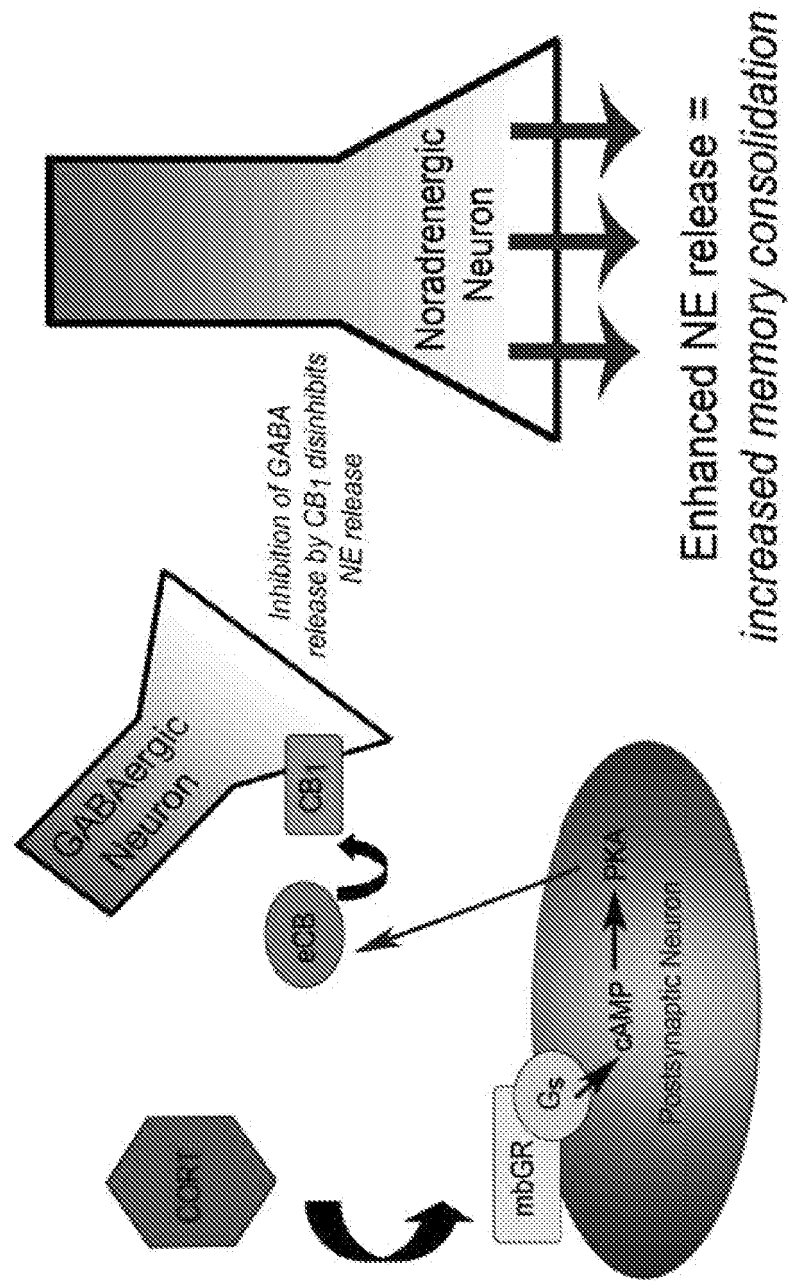 CORT
mbGR
Gs
cAMP
PKA
Postsynaptic Neuron
eCB
CB1
GABAergic
Neuron
Inhibition of GABA
release by CB1 disinhibits
NE release
Noradrenergic
Neuron
Enhanced NE release =
increased memory consolidation